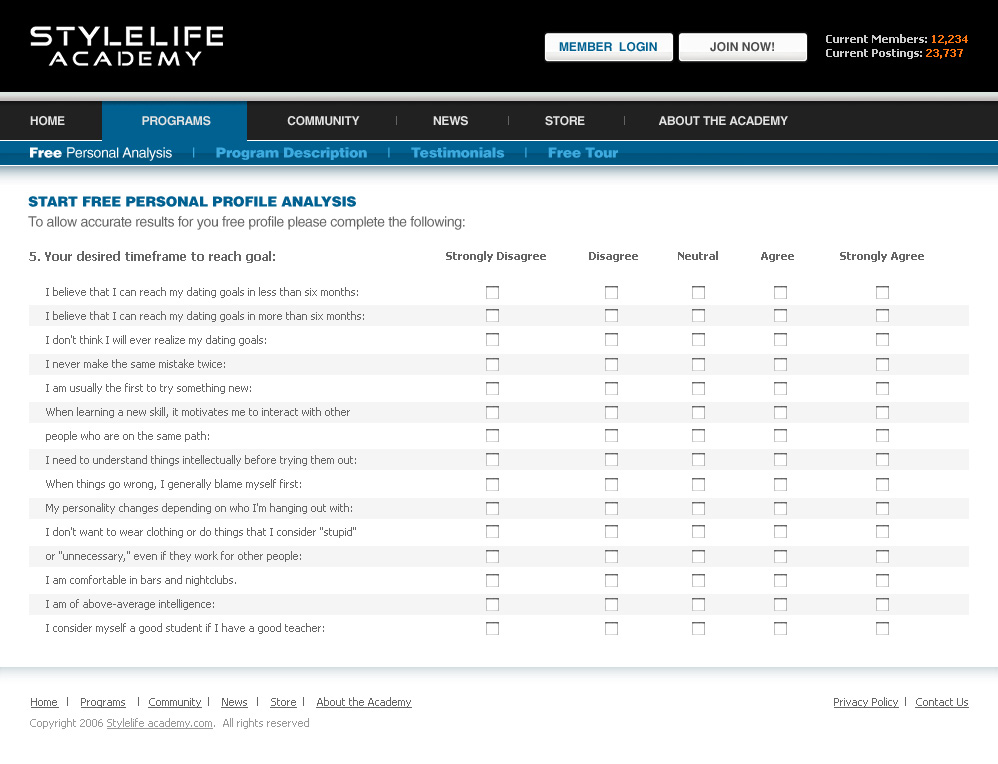 STYLELIFE
ACADEMY
MEMBER LOGIN
JOIN NOW!
Current Members: 12,234
Current Postings: 23,737
HOME PROGRAMS COMMUNITY | NEWS | STORE | ABOUT THE ACADEMY
Free Personal Analysis | Program Description | Testimonials | Free Tour
START FREE PERSONAL PROFILE ANALYSIS
To allow accurate results for you free profile please complete the following:
5. Your desired timeframe to reach goal: Strongly Disagree Disagree Neutral Agree Strongly Agree
I believe that I can reach my dating goals in less than six months:
I believe that I can reach my dating goals in more than six months:
I don't think I will ever realize my dating goals:
I never make the same mistake twice:
I am usually the first to try something new:
When learning a new skill, it motivates me to interact with other
people who are on the same path:
I need to understand things intellectually before trying them out:
When things go wrong, I generally blame myself first:
My personality changes depending on who I'm hanging out with:
I don't want to wear clothing or do things that I consider "stupid"
or "unnecessary," even if they work for other people:
I am comfortable in bars and nightclubs.
I am of above-average intelligence:
I consider myself a good student if I have a good teacher:
Home | Programs | Community | News | Store | About the Academy Privacy Policy | Contact Us
Copyright 2006 Stylelife academy.com. All rights reserved